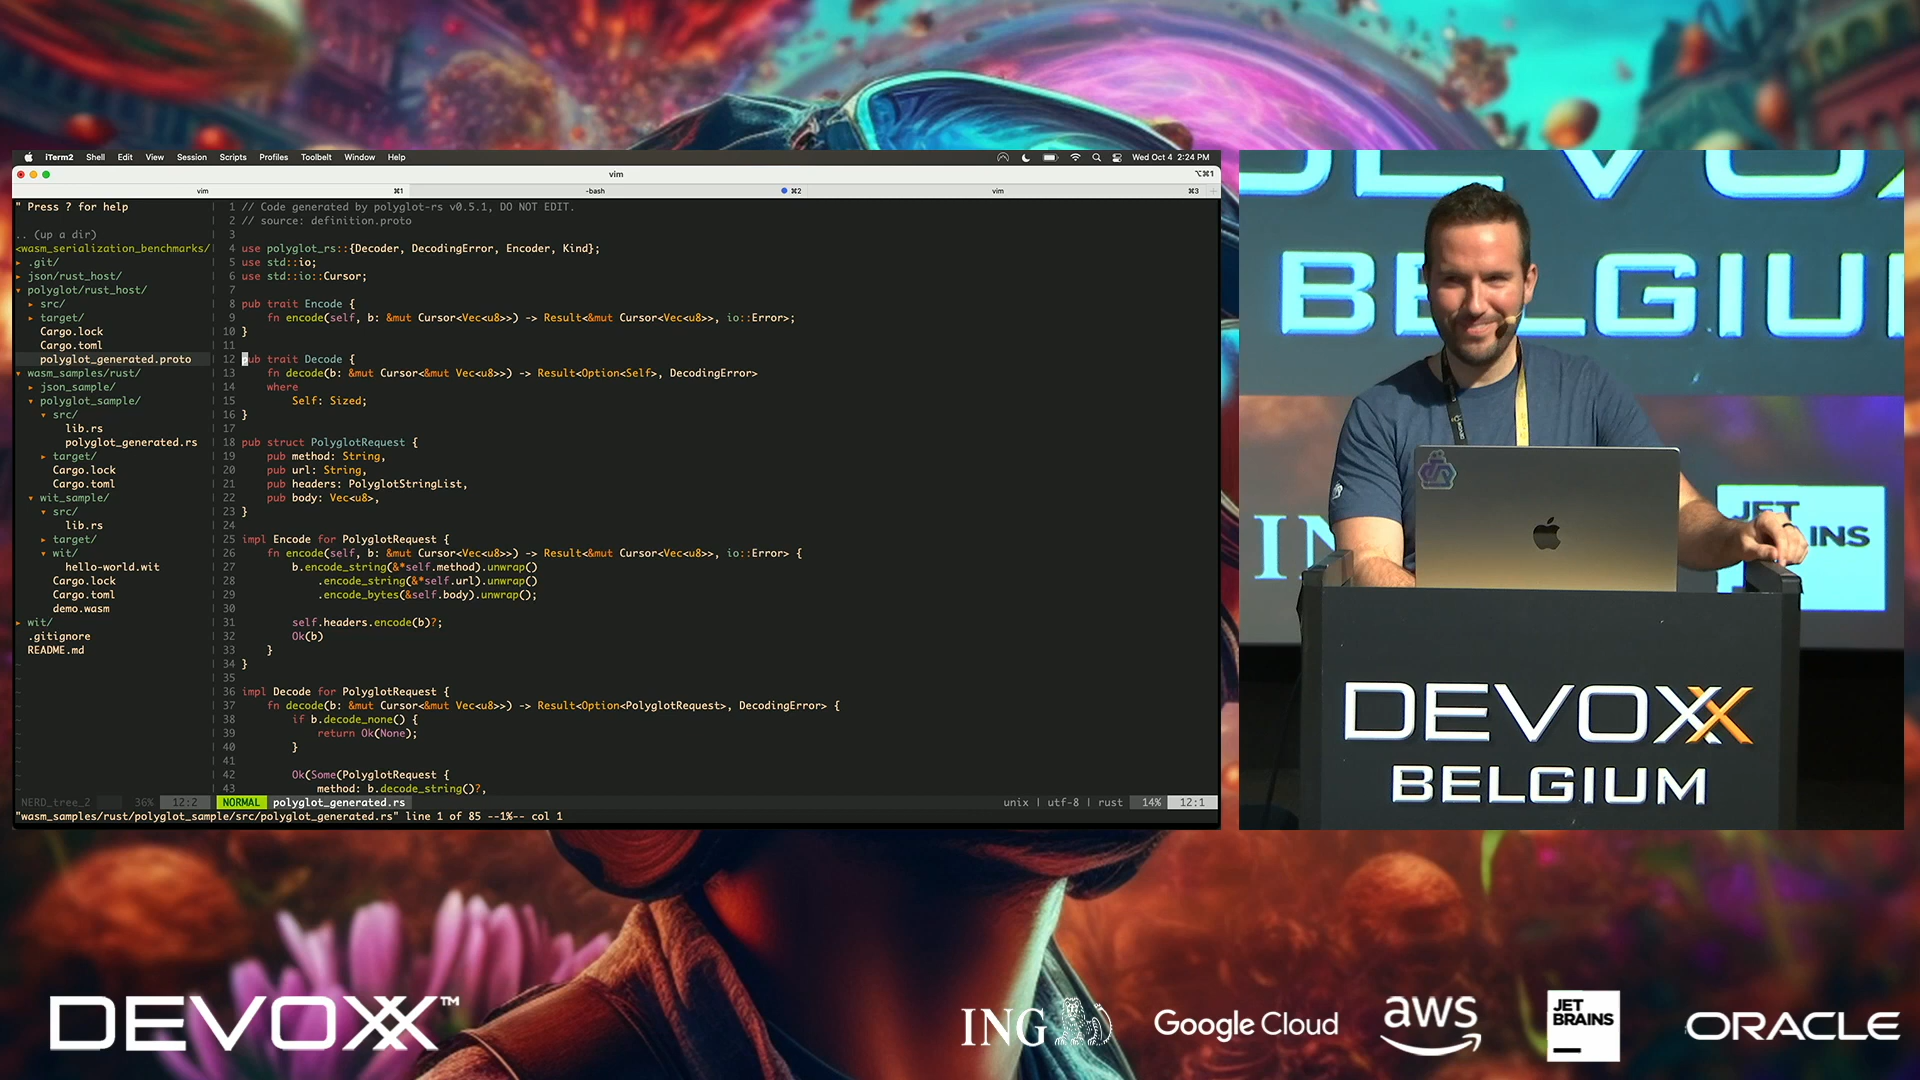 iTerm2 Shell Edit View Session Scripts Profiles Toolbelt Window Help Wed Oct 4 2:24 PM
vim ⌥⌘1
vim ⌘1 -bash ⌘2 vim ⌘3
" Press ? for help
.. (up a dir)
<wasm_serialization_benchmarks/
▸ .git/
▸ json/rust_host/
▾ polyglot/rust_host/
▸ src/
▸ target/
Cargo.lock
Cargo.toml
polyglot_generated.proto
▾ wasm_samples/rust/
▸ json_sample/
▾ polyglot_sample/
▾ src/
lib.rs
polyglot_generated.rs
▸ target/
Cargo.lock
Cargo.toml
▾ wit_sample/
▾ src/
lib.rs
▸ target/
▾ wit/
hello-world.wit
Cargo.lock
Cargo.toml
demo.wasm
▸ wit/
.gitignore
README.md
1 // Code generated by polyglot-rs v0.5.1, DO NOT EDIT.
2 // source: definition.proto
3
4 use polyglot_rs::{Decoder, DecodingError, Encoder, Kind};
5 use std::io;
6 use std::io::Cursor;
7
8 pub trait Encode {
9 fn encode(self, b: &mut Cursor<Vec<u8>>) -> Result<&mut Cursor<Vec<u8>>, io::Error>;
10 }
11
12 pub trait Decode {
13 fn decode(b: &mut Cursor<&mut Vec<u8>>) -> Result<Option<Self>, DecodingError>
14 where
15 Self: Sized;
16 }
17
18 pub struct PolyglotRequest {
19 pub method: String,
20 pub url: String,
21 pub headers: PolyglotStringList,
22 pub body: Vec<u8>,
23 }
24
25 impl Encode for PolyglotRequest {
26 fn encode(self, b: &mut Cursor<Vec<u8>>) -> Result<&mut Cursor<Vec<u8>>, io::Error> {
27 b.encode_string(&*self.method).unwrap()
28 .encode_string(&*self.url).unwrap()
29 .encode_bytes(&self.body).unwrap();
30
31 self.headers.encode(b)?;
32 Ok(b)
33 }
34 }
35
36 impl Decode for PolyglotRequest {
37 fn decode(b: &mut Cursor<&mut Vec<u8>>) -> Result<Option<PolyglotRequest>, DecodingError> {
38 if b.decode_none() {
39 return Ok(None);
40 }
41
42 Ok(Some(PolyglotRequest {
43 method: b.decode_string()?,
NERD_tree_2 36% 12:2 NORMAL polyglot_generated.rs unix | utf-8 | rust 14% 12:1
"wasm_samples/rust/polyglot_sample/src/polyglot_generated.rs" line 1 of 85 --1%-- col 1
DEVOX
BELGIU
IN
JET
INS
DEVOXX
BELGIUM
DEVOXX™
ING
Google Cloud
aws
JET
BRAINS
ORACLE